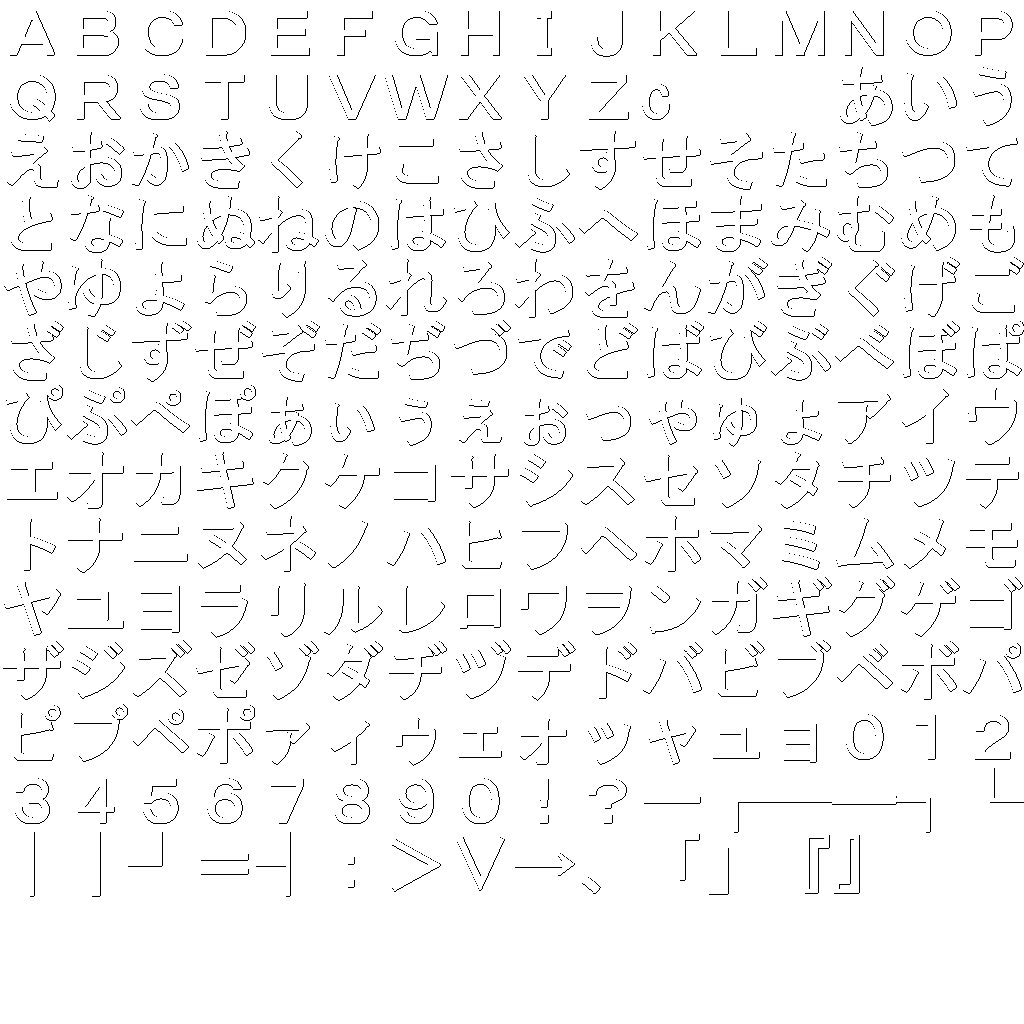 ABCDEFGHIJKLMNOP
QRSTUVWXYZc あいう
えおかきくけこさしすせそたちつて
となにぬねのはひふへほまみむめも
やゆよらりるれろわをんがぎぐげご
ざじずぜぞだぢづでどばびぶべぼぱ
ぴぷぺぽぁぃぅぇぉっゃゅょアイウ
エオカキクケコサシスセソタチツテ
トナニヌネノハヒフヘホマミムメモ
ヤユヨラリルレロワヲンガギグゲゴ
ザジズゼゾダヂヅデドバビブベボパ
ピプペポァィゥェォッャュョ012
34567890!?ー┌─┐└
||┘=┤:>∨→、「」『』